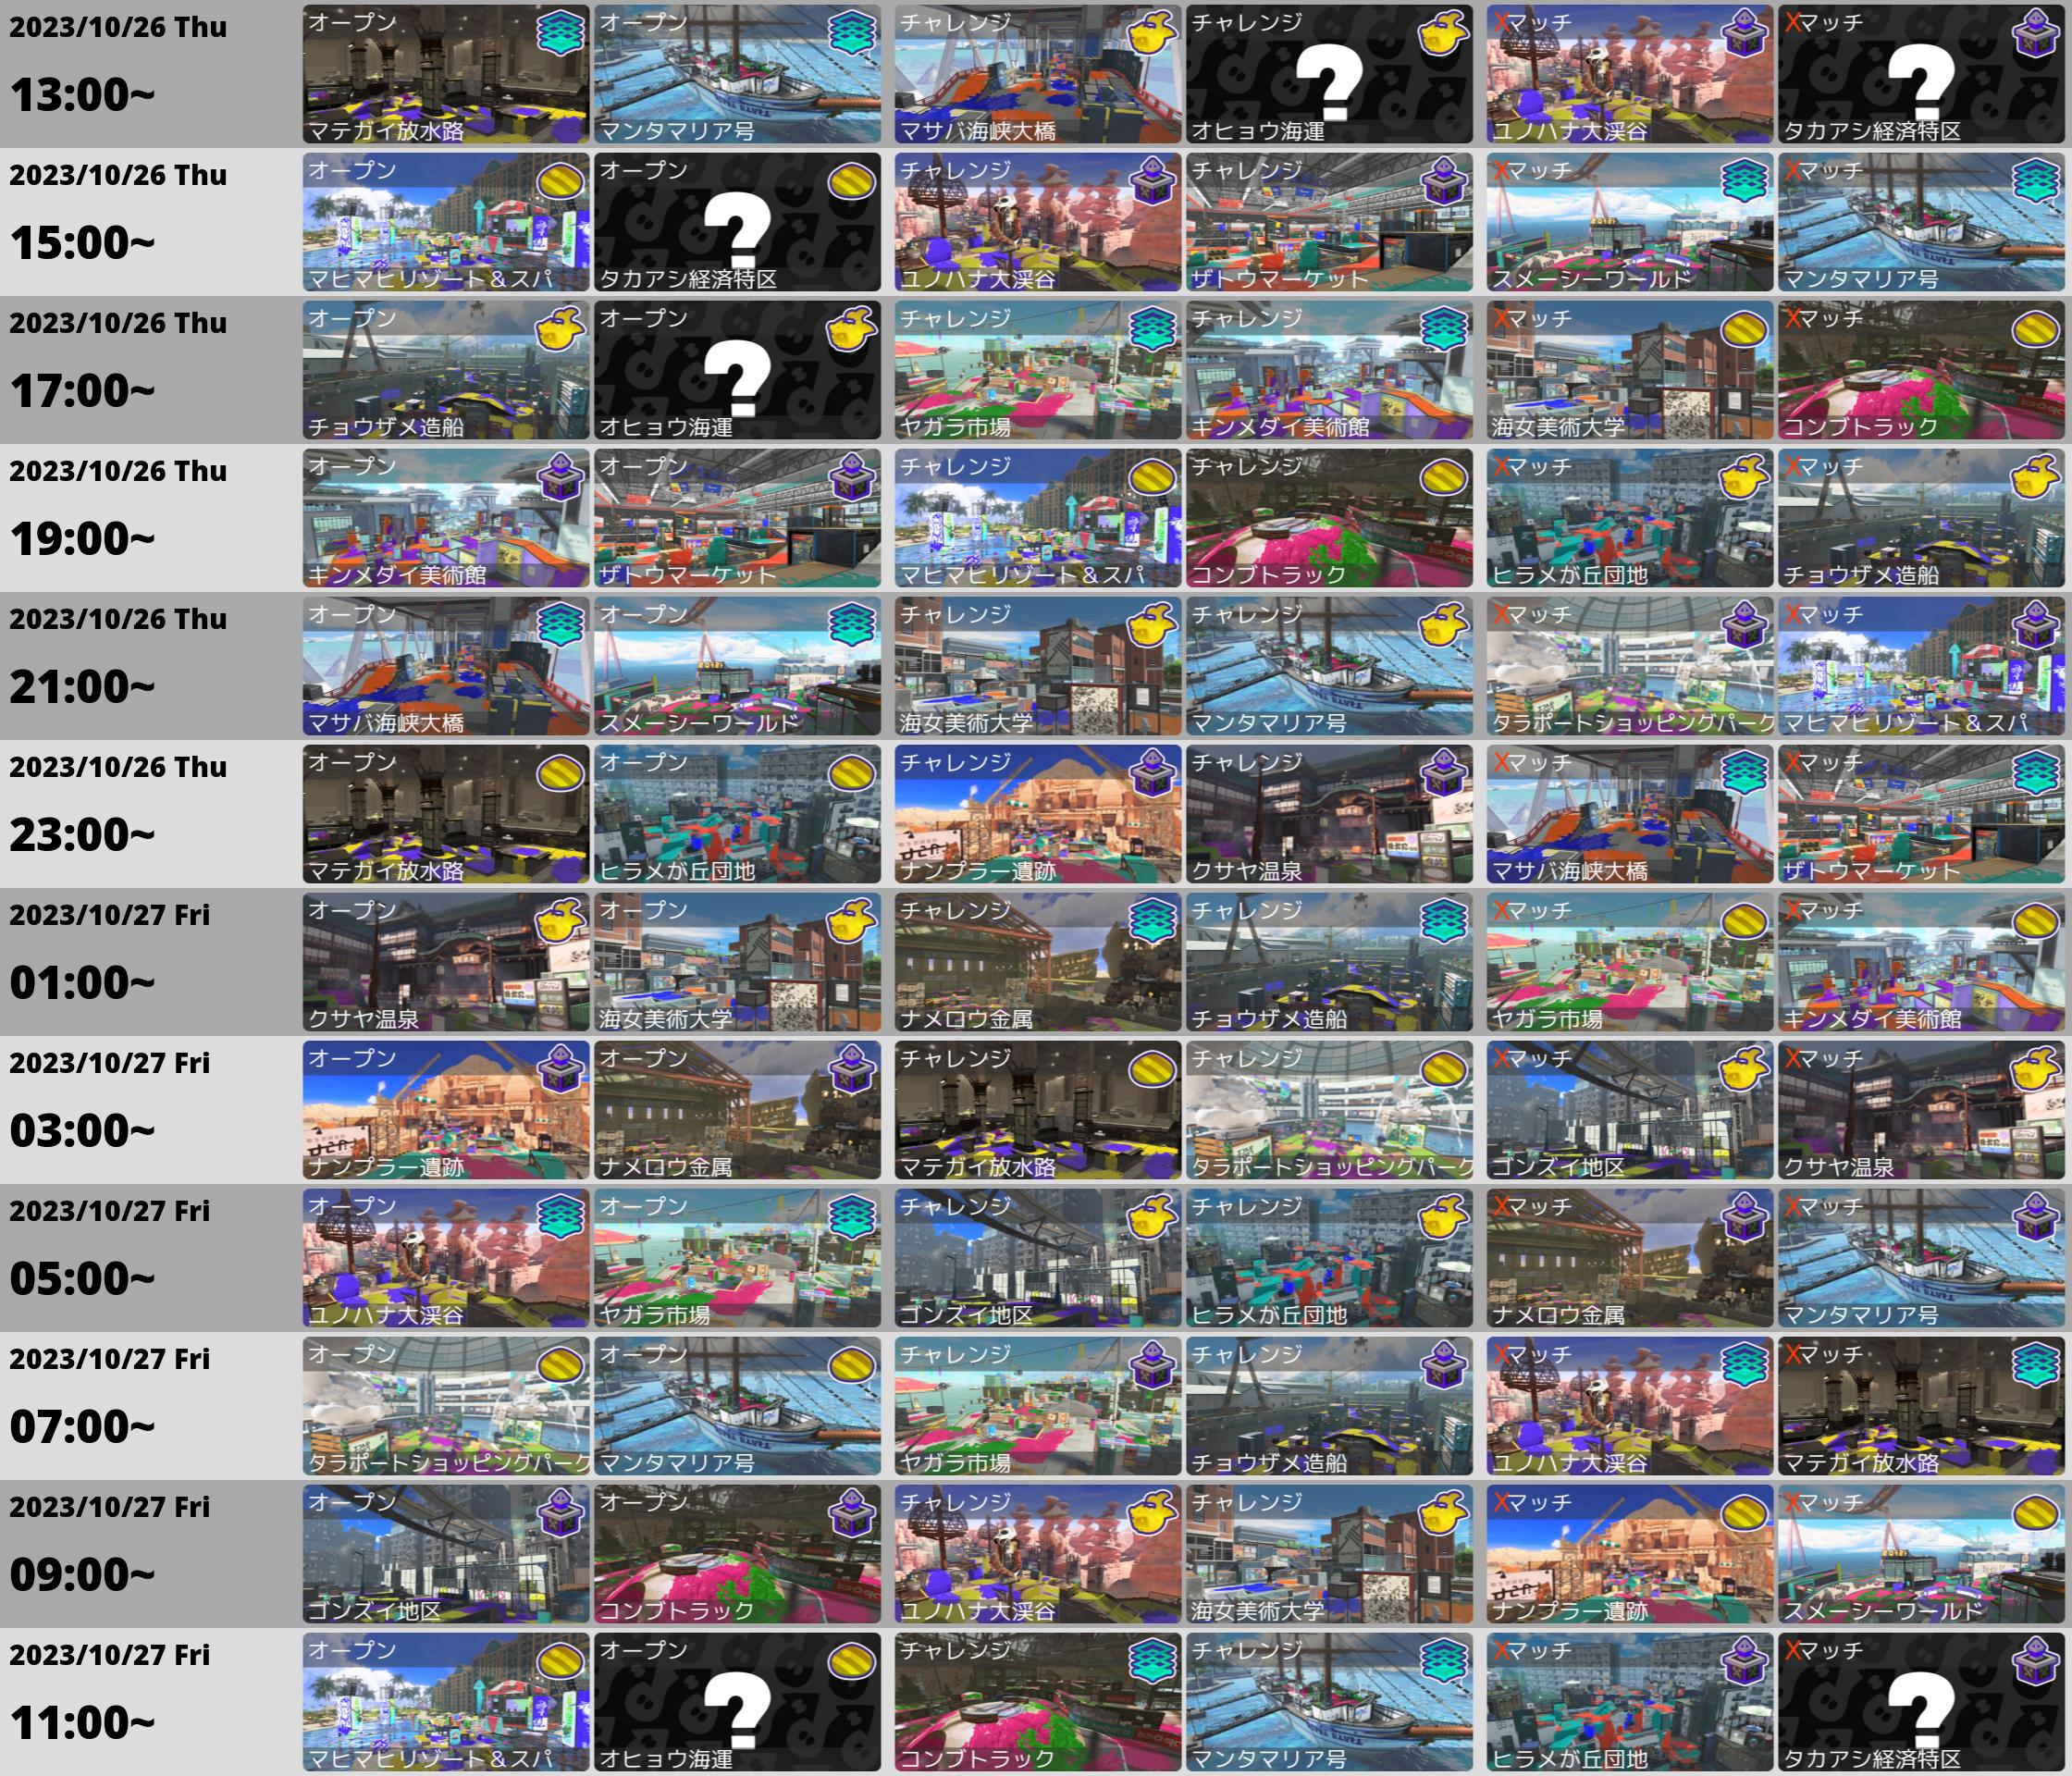 2023/10/26 Thu
13:00~
オープン
マテガイ放水路
オープン
マンタマリア号
チャレンジ
マサバ海峡大橋
チャレンジ
?
オヒョウ海運
Xマッチ
ユノハナ大渓谷
Xマッチ
?
タカアシ経済特区
2023/10/26 Thu
15:00~
オープン
マヒマヒリゾート&スパ
オープン
?
タカアシ経済特区
チャレンジ
ユノハナ大渓谷
チャレンジ
ザトウマーケット
Xマッチ
スメーシーワールド
Xマッチ
マンタマリア号
2023/10/26 Thu
17:00~
オープン
チョウザメ造船
オープン
?
オヒョウ海運
チャレンジ
ヤガラ市場
チャレンジ
キンメダイ美術館
Xマッチ
海女美術大学
Xマッチ
コンブトラック
2023/10/26 Thu
19:00~
オープン
キンメダイ美術館
オープン
ザトウマーケット
チャレンジ
マヒマヒリゾート&スパ
チャレンジ
コンブトラック
Xマッチ
ヒラメが丘団地
Xマッチ
チョウザメ造船
2023/10/26 Thu
21:00~
オープン
マサバ海峡大橋
オープン
スメーシーワールド
チャレンジ
海女美術大学
チャレンジ
マンタマリア号
Xマッチ
タラポートショッピングパーク
Xマッチ
マヒマヒリゾート&スパ
2023/10/26 Thu
23:00~
オープン
マテガイ放水路
オープン
ヒラメが丘団地
チャレンジ
ナンプラー遺跡
チャレンジ
クサヤ温泉
Xマッチ
マサバ海峡大橋
Xマッチ
ザトウマーケット
2023/10/27 Fri
01:00~
オープン
クサヤ温泉
オープン
海女美術大学
チャレンジ
ナメロウ金属
チャレンジ
チョウザメ造船
Xマッチ
ヤガラ市場
Xマッチ
キンメダイ美術館
2023/10/27 Fri
03:00~
オープン
ナンプラー遺跡
オープン
ナメロウ金属
チャレンジ
マテガイ放水路
チャレンジ
タラポートショッピングパーク
Xマッチ
ゴンズイ地区
Xマッチ
クサヤ温泉
2023/10/27 Fri
05:00~
オープン
ユノハナ大渓谷
オープン
ヤガラ市場
チャレンジ
ゴンズイ地区
チャレンジ
ヒラメが丘団地
Xマッチ
ナメロウ金属
Xマッチ
マンタマリア号
2023/10/27 Fri
07:00~
オープン
タラポートショッピングパーク
オープン
マンタマリア号
チャレンジ
ヤガラ市場
チャレンジ
チョウザメ造船
Xマッチ
ユノハナ大渓谷
Xマッチ
マテガイ放水路
2023/10/27 Fri
09:00~
オープン
ゴンズイ地区
オープン
コンブトラック
チャレンジ
ユノハナ大渓谷
チャレンジ
海女美術大学
Xマッチ
ナンプラー遺跡
Xマッチ
スメーシーワールド
2023/10/27 Fri
11:00~
オープン
マヒマヒリゾート&スパ
オープン
?
オヒョウ海運
チャレンジ
コンブトラック
チャレンジ
マンタマリア号
Xマッチ
ヒラメが丘団地
Xマッチ
?
タカアシ経済特区